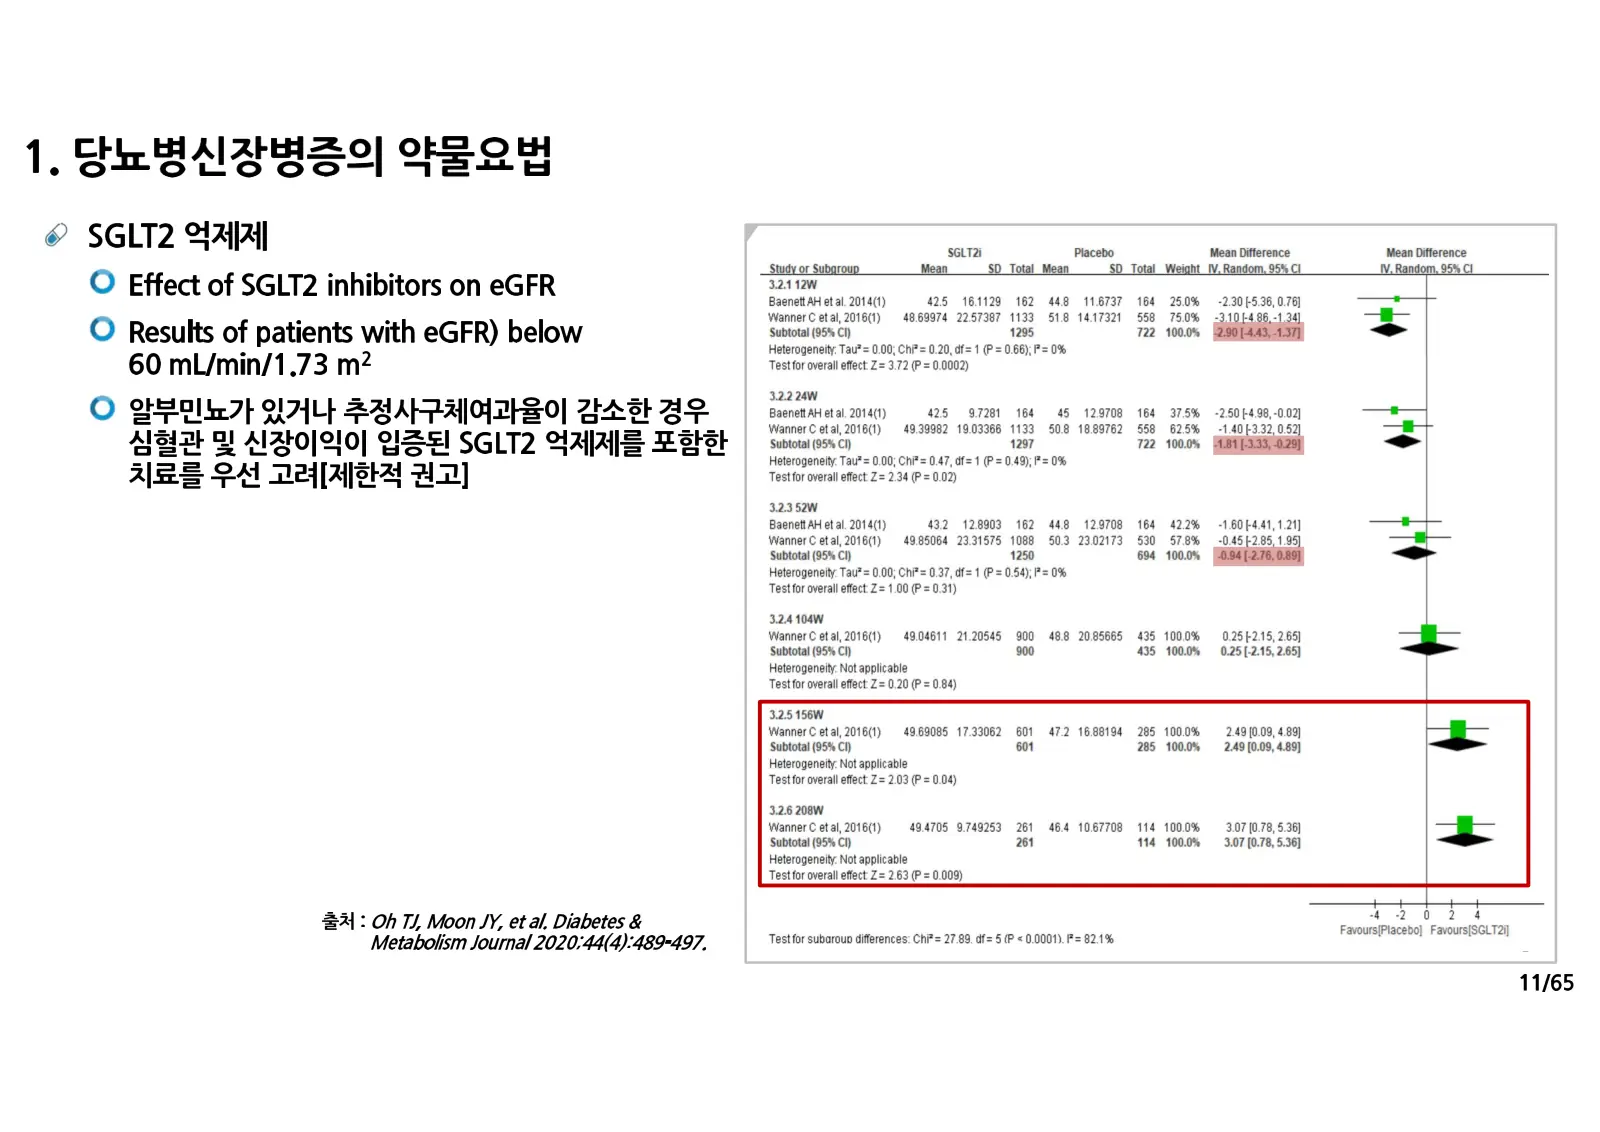 1. 당뇨병신장병증의 약물요법
SGLT2 억제제
Effect of SGLT2 inhibitors on eGFR
Results of patients with eGFR) below
60 mL/min/1.73 m²
알부민뇨가 있거나 추정사구체여과율이 감소한 경우
심혈관 및 신장이익이 입증된 SGLT2 억제제를 포함한
치료를 우선 고려[제한적 권고]
출처 : Oh TJ, Moon JY, et al. Diabetes &
Metabolism Journal 2020;44(4):489-497.
SGLT2i Placebo Mean Difference Mean Difference
Study or Subgroup Mean SD Total Mean SD Total Weight IV, Random, 95% CI IV, Random, 95% CI
3.2.1 12W
Baenett AH et al. 2014(1) 42.5 16.1129 162 44.8 11.6737 164 25.0% -2.30 [-5.36, 0.76]
Wanner C et al, 2016(1) 48.69974 22.57387 1133 51.8 14.17321 558 75.0% -3.10 [-4.86, -1.34]
Subtotal (95% CI) 1295 722 100.0% -2.90 [-4.43, -1.37]
Heterogeneity: Tau² = 0.00; Chi² = 0.20, df = 1 (P = 0.66); I² = 0%
Test for overall effect: Z = 3.72 (P = 0.0002)
3.2.2 24W
Baenett AH et al. 2014(1) 42.5 9.7281 164 45 12.9708 164 37.5% -2.50 [-4.98, -0.02]
Wanner C et al, 2016(1) 49.39982 19.03366 1133 50.8 18.89762 558 62.5% -1.40 [-3.32, 0.52]
Subtotal (95% CI) 1297 722 100.0% -1.81 [-3.33, -0.29]
Heterogeneity: Tau² = 0.00; Chi² = 0.47, df = 1 (P = 0.49); I² = 0%
Test for overall effect: Z = 2.34 (P = 0.02)
3.2.3 52W
Baenett AH et al. 2014(1) 43.2 12.8903 162 44.8 12.9708 164 42.2% -1.60 [-4.41, 1.21]
Wanner C et al, 2016(1) 49.85064 23.31575 1088 50.3 23.02173 530 57.8% -0.45 [-2.85, 1.95]
Subtotal (95% CI) 1250 694 100.0% -0.94 [-2.76, 0.89]
Heterogeneity: Tau² = 0.00; Chi² = 0.37, df = 1 (P = 0.54); I² = 0%
Test for overall effect: Z = 1.00 (P = 0.31)
3.2.4 104W
Wanner C et al, 2016(1) 49.04611 21.20545 900 48.8 20.85665 435 100.0% 0.25 [-2.15, 2.65]
Subtotal (95% CI) 900 435 100.0% 0.25 [-2.15, 2.65]
Heterogeneity: Not applicable
Test for overall effect: Z = 0.20 (P = 0.84)
3.2.5 156W
Wanner C et al, 2016(1) 49.69085 17.33062 601 47.2 16.88194 285 100.0% 2.49 [0.09, 4.89]
Subtotal (95% CI) 601 285 100.0% 2.49 [0.09, 4.89]
Heterogeneity: Not applicable
Test for overall effect: Z = 2.03 (P = 0.04)
3.2.6 208W
Wanner C et al, 2016(1) 49.4705 9.749253 261 46.4 10.67708 114 100.0% 3.07 [0.78, 5.36]
Subtotal (95% CI) 261 114 100.0% 3.07 [0.78, 5.36]
Heterogeneity: Not applicable
Test for overall effect: Z = 2.63 (P = 0.009)
-4 -2 0 2 4
Favours[Placebo] Favours[SGLT2i]
Test for subgroup differences: Chi² = 27.89, df = 5 (P < 0.0001), I² = 82.1%
11/65